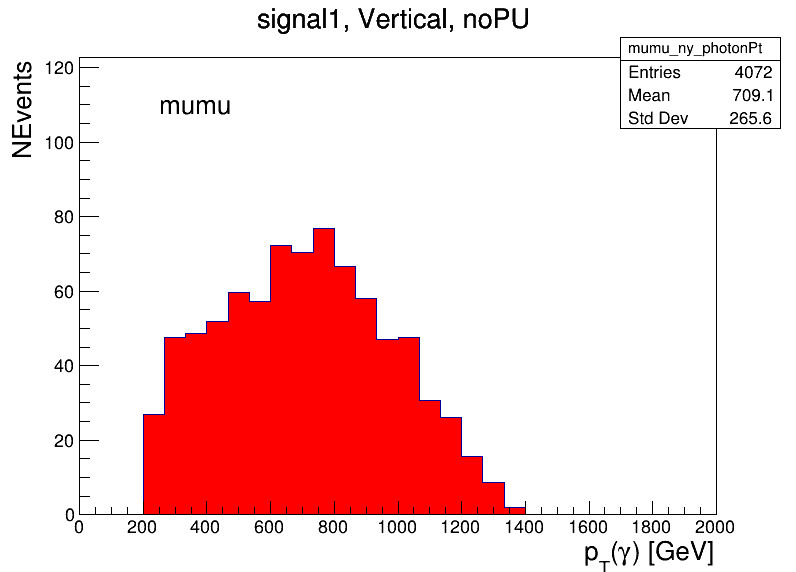 signal1, Vertical, noPU
mumu_ny_photonPt
Entries 4072
Mean 709.1
Std Dev 265.6
NEvents
mumu
120
100
80
60
40
20
0
0 200 400 600 800 1000 1200 1400 1600 1800 2000
p_T(γ) [GeV]